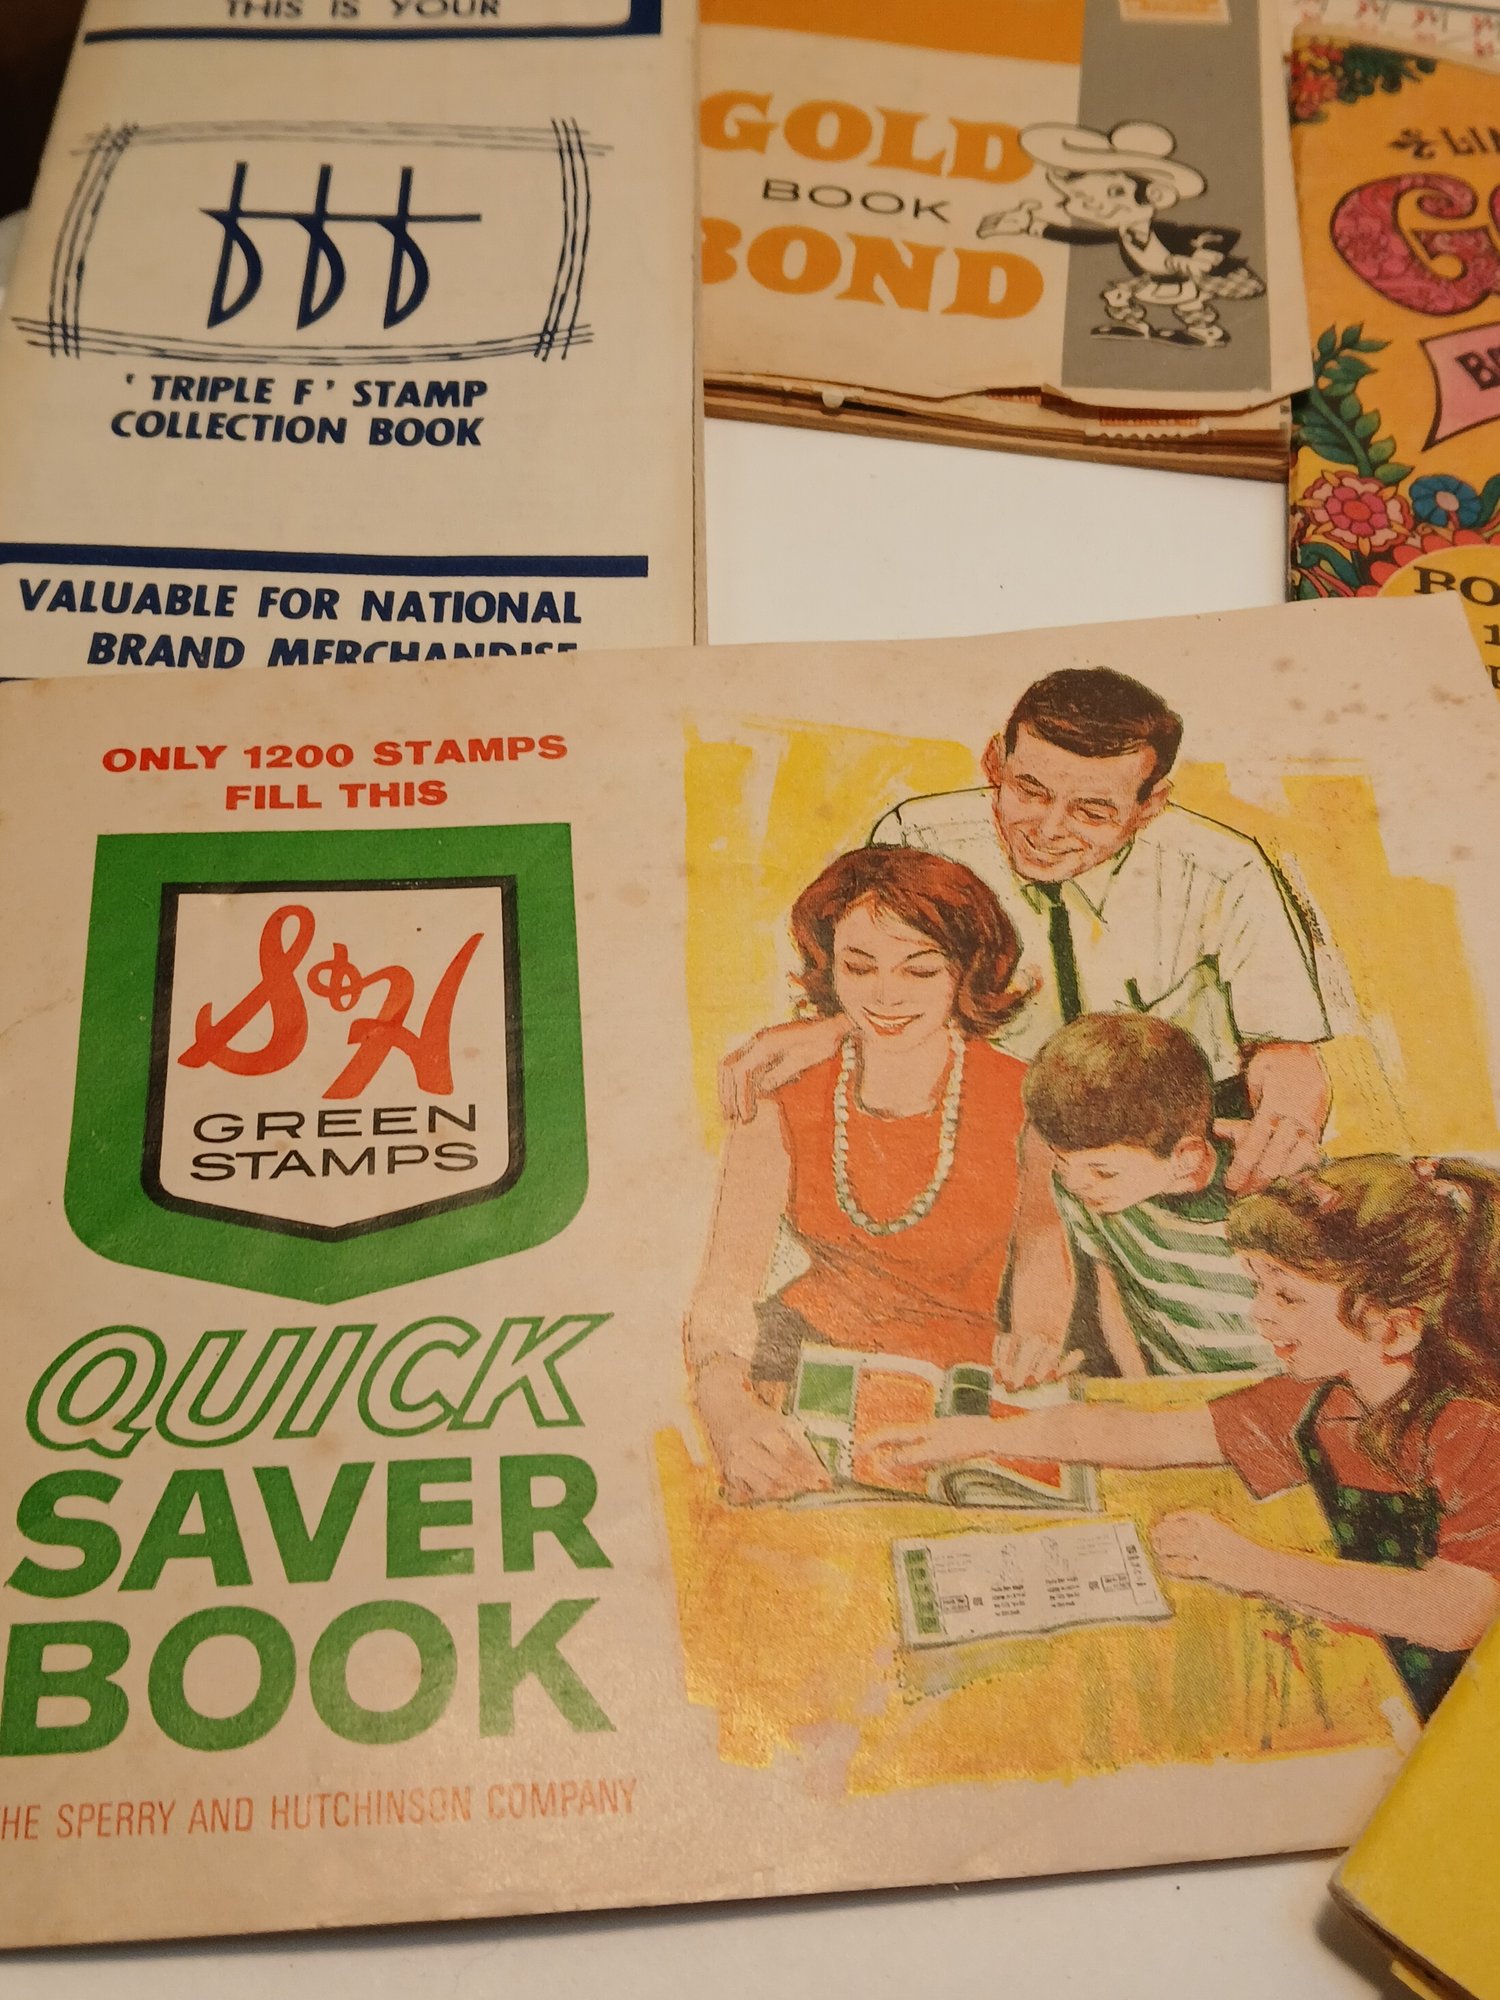 THIS IS YOUR
'TRIPLE F' STAMP
COLLECTION BOOK
VALUABLE FOR NATIONAL
BRAND MERCHANDISE
GOLD
BOOK
BOND
ONLY 1200 STAMPS
FILL THIS
S&H
GREEN
STAMPS
QUICK
SAVER
BOOK
THE SPERRY AND HUTCHINSON COMPANY